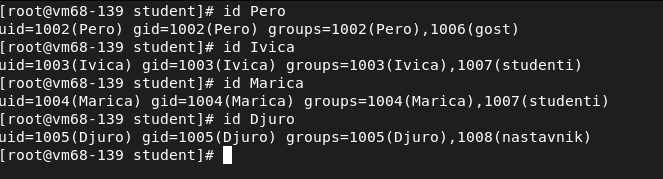 [root@vm68-139 student]# id Pero
uid=1002(Pero) gid=1002(Pero) groups=1002(Pero),1006(gost)
[root@vm68-139 student]# id Ivica
uid=1003(Ivica) gid=1003(Ivica) groups=1003(Ivica),1007(studenti)
[root@vm68-139 student]# id Marica
uid=1004(Marica) gid=1004(Marica) groups=1004(Marica),1007(studenti)
[root@vm68-139 student]# id Djuro
uid=1005(Djuro) gid=1005(Djuro) groups=1005(Djuro),1008(nastavnik)
[root@vm68-139 student]#